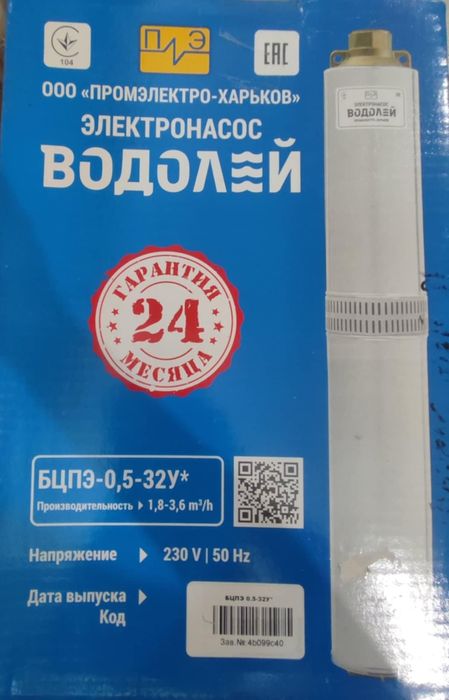 104
ПЭ
ЕАС
ООО «ПРОМЭЛЕКТРО-ХАРЬКОВ»
ЭЛЕКТРОНАСОС
ВОДОЛЕЙ
ЭЛЕКТРОНАСОС
ВОДОЛЕЙ
ГАРАНТИЯ
24
МЕСЯЦА
БЦПЭ-0,5-32У*
Производительность 1,8-3,6 m³/h
Напряжение 230 V | 50 Hz
Дата выпуска
Код
БЦПЭ 0.5-32У*
Зав.№:4b099c40